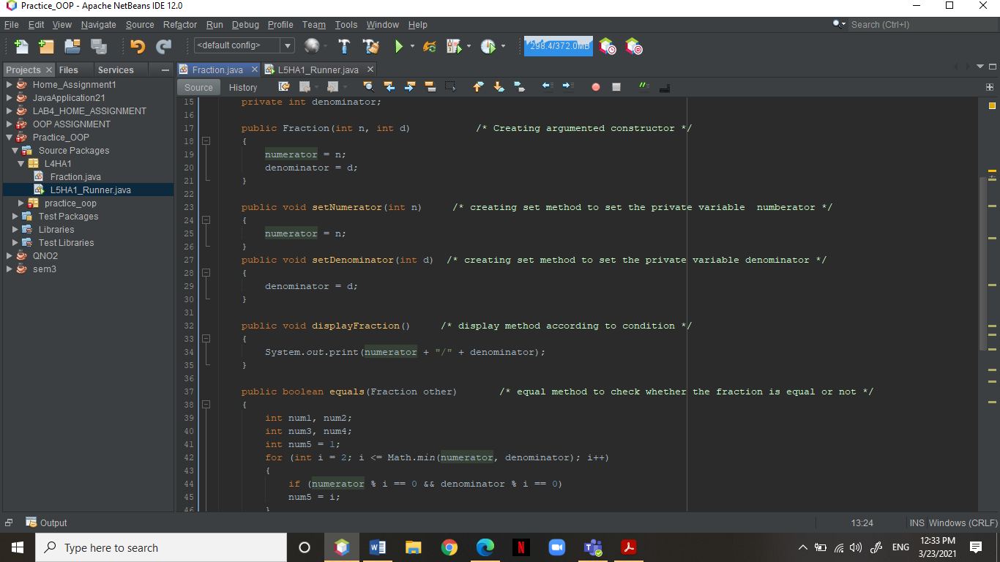 Practice_OOP - Apache NetBeans IDE 12.0
File Edit View Navigate Source Refactor Run Debug Profile Team Tools Window Help
Search (Ctrl+I)
<default config>
298.4/372.0MB
Projects Files Services
Fraction.java L5HA1_Runner.java
Source History
Home_Assignment1
JavaApplication21
LAB4_HOME_ASSIGNMENT
OOP ASSIGNMENT
Practice_OOP
Source Packages
L4HA1
Fraction.java
L5HA1_Runner.java
practice_oop
Test Packages
Libraries
Test Libraries
QNO2
sem3
15 private int denominator;
16
17 public Fraction(int n, int d) /* Creating argumented constructor */
18 {
19 numerator = n;
20 denominator = d;
21 }
22
23 public void setNumerator(int n) /* creating set method to set the private variable  numberator */
24 {
25 numerator = n;
26 }
27 public void setDenominator(int d) /* creating set method to set the private variable denominator */
28 {
29 denominator = d;
30 }
31
32 public void displayFraction() /* display method according to condition */
33 {
34 System.out.print(numerator + "/" + denominator);
35 }
36
37 public boolean equals(Fraction other) /* equal method to check whether the fraction is equal or not */
38 {
39 int num1, num2;
40 int num3, num4;
41 int num5 = 1;
42 for (int i = 2; i <= Math.min(numerator, denominator); i++)
43 {
44 if (numerator % i == 0 && denominator % i == 0)
45 num5 = i;
46 }
Output
13:24 INS Windows (CRLF)
Type here to search
ENG
12:33 PM
3/23/2021